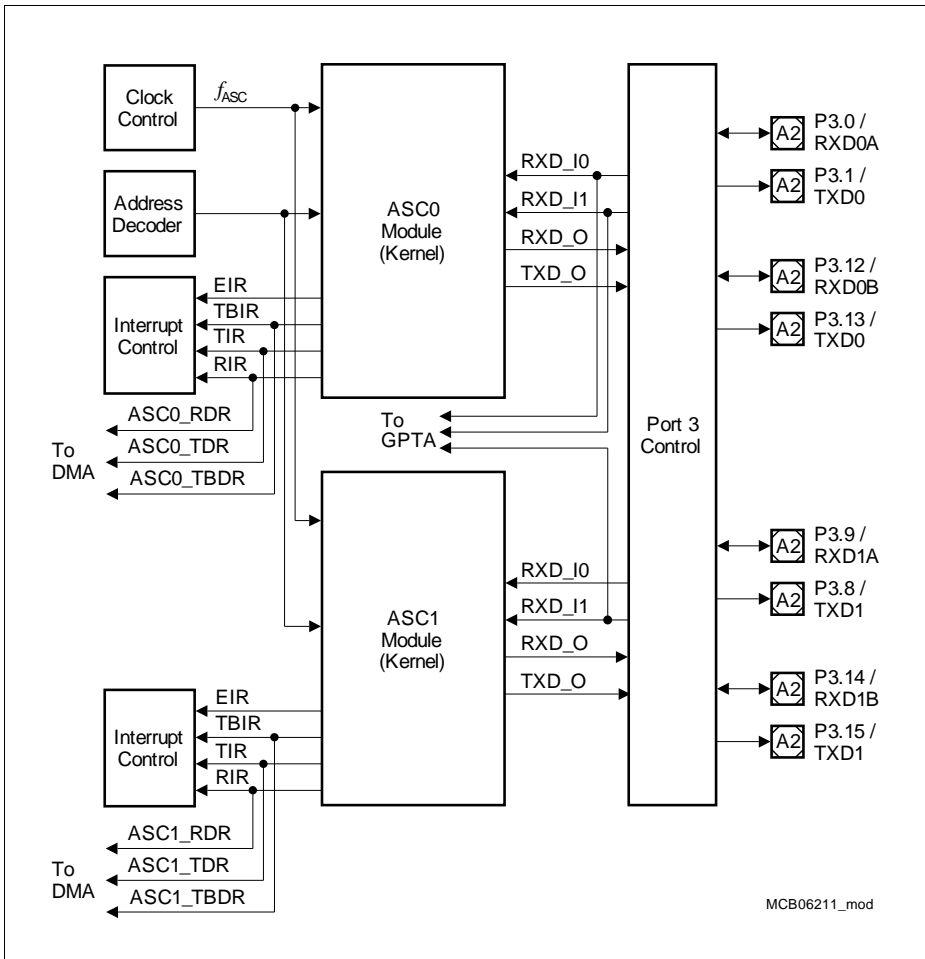 Clock
Control
fASC
Address
Decoder
Interrupt
Control
EIR
TBIR
TIR
RIR
ASC0_RDR
ASC0_TDR
ASC0_TBDR
To
DMA
ASC0
Module
(Kernel)
RXD_I0
RXD_I1
RXD_O
TXD_O
To
GPTA
Port 3
Control
A2
P3.0 /
RXD0A
A2
P3.1 /
TXD0
A2
P3.12 /
RXD0B
A2
P3.13 /
TXD0
ASC1
Module
(Kernel)
RXD_I0
RXD_I1
RXD_O
TXD_O
A2
P3.9 /
RXD1A
A2
P3.8 /
TXD1
A2
P3.14 /
RXD1B
A2
P3.15 /
TXD1
Interrupt
Control
EIR
TBIR
TIR
RIR
ASC1_RDR
ASC1_TDR
ASC1_TBDR
To
DMA
MCB06211_mod